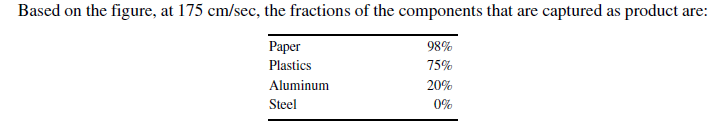 Based on the figure, at 175 cm/sec, the fractions of the components that are captured as product are:
Paper 98%
Plastics 75%
Aluminum 20%
Steel 0%